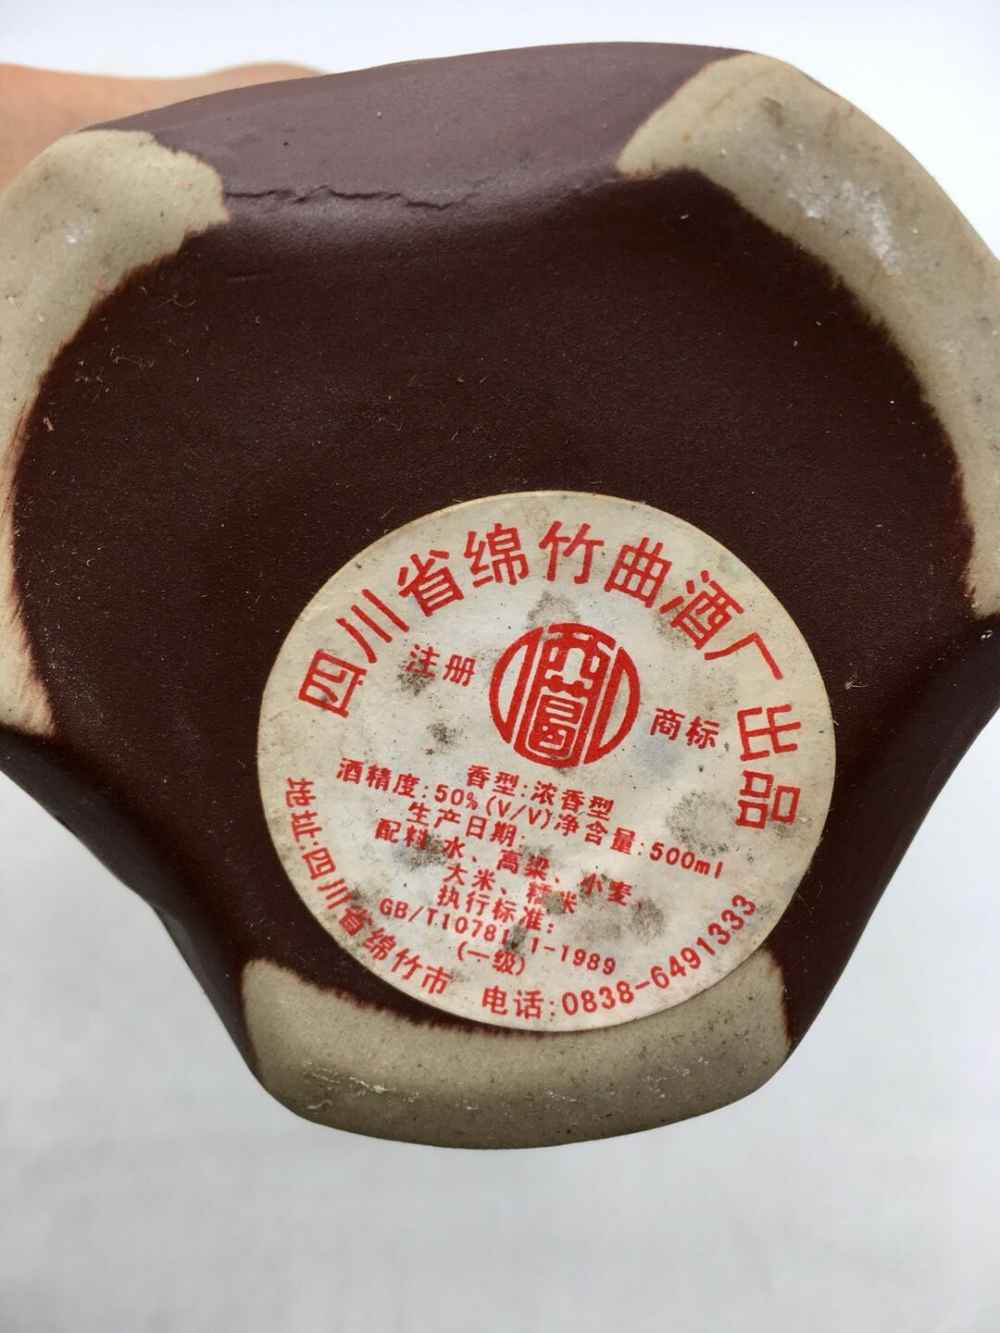 四川省绵竹曲酒厂出品
注册 商标
香型:浓香型
酒精度:50%(V/V)净含量:500ml
生产日期:
配料:水、高粱、小麦、
大米、糯米
执行标准:
GB/T10781.1-1989
(一级)
地址:四川省绵竹市 电话:0838-6491333